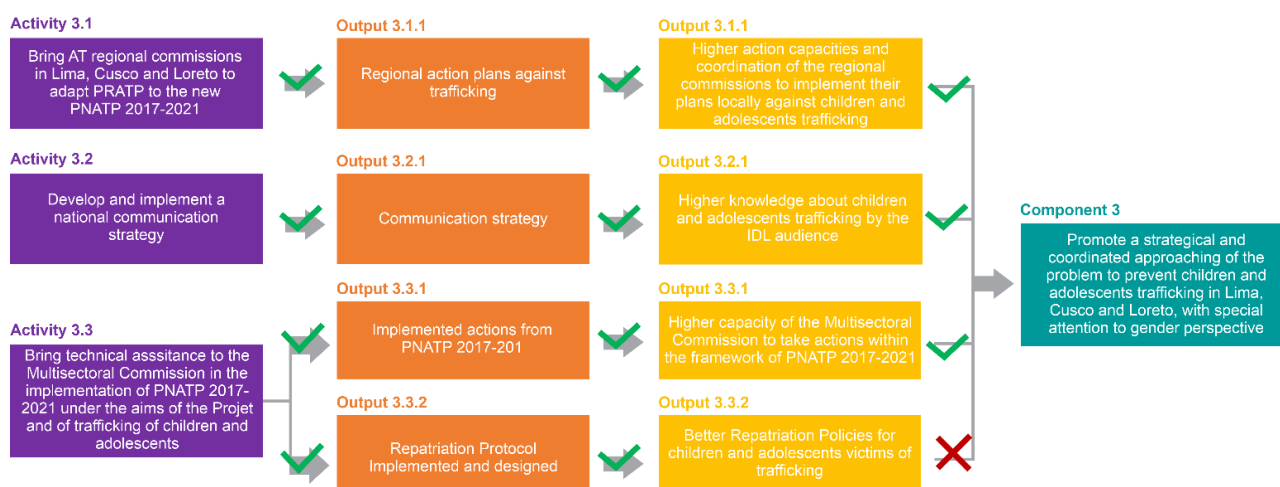 Activity 3.1
Bring AT regional commissions
in Lima, Cusco and Loreto to
adapt PRATP to the new
PNATP 2017-2021
Output 3.1.1
Regional action plans against
trafficking
Output 3.1.1
Higher action capacities and
coordination of the regional
commissions to implement their
plans locally against children and
adolescents trafficking
Activity 3.2
Develop and implement a
national communication
strategy
Output 3.2.1
Communication strategy
Output 3.2.1
Higher knowledge about children
and adolescents trafficking by the
IDL audience
Activity 3.3
Bring technical asssitance to the
Multisectoral Commission in the
implementation of PNATP 2017-
2021 under the aims of the Projet
and of trafficking of children and
adolescents
Output 3.3.1
Implemented actions from
PNATP 2017-201
Output 3.3.1
Higher capacity of the Multisectoral
Commission to take actions within
the framework of PNATP 2017-2021
Output 3.3.2
Repatriation Protocol
Implemented and designed
Output 3.3.2
Better Repatriation Policies for
children and adolescents victims of
trafficking
Component 3
Promote a strategical and
coordinated approaching of the
problem to prevent children and
adolescents trafficking in Lima,
Cusco and Loreto, with special
attention to gender perspective